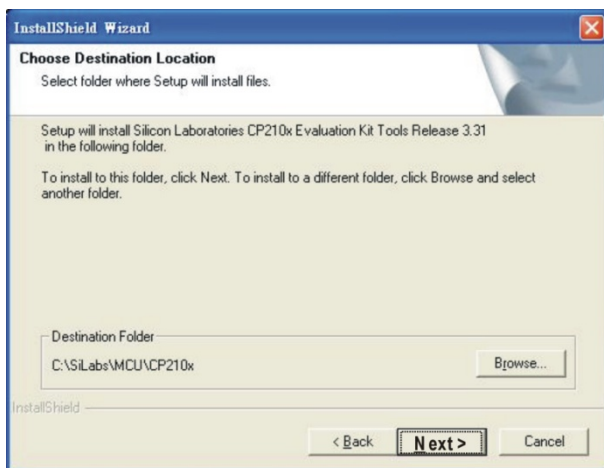 InstallShield Wizard
Choose Destination Location
Select folder where Setup will install files.
Setup will install Silicon Laboratories CP210x Evaluation Kit Tools Release 3.31
in the following folder.
To install to this folder, click Next. To install to a different folder, click Browse and select
another folder.
Destination Folder
C:\SiLabs\MCU\CP210x
Browse...
InstallShield
< Back
Next >
Cancel